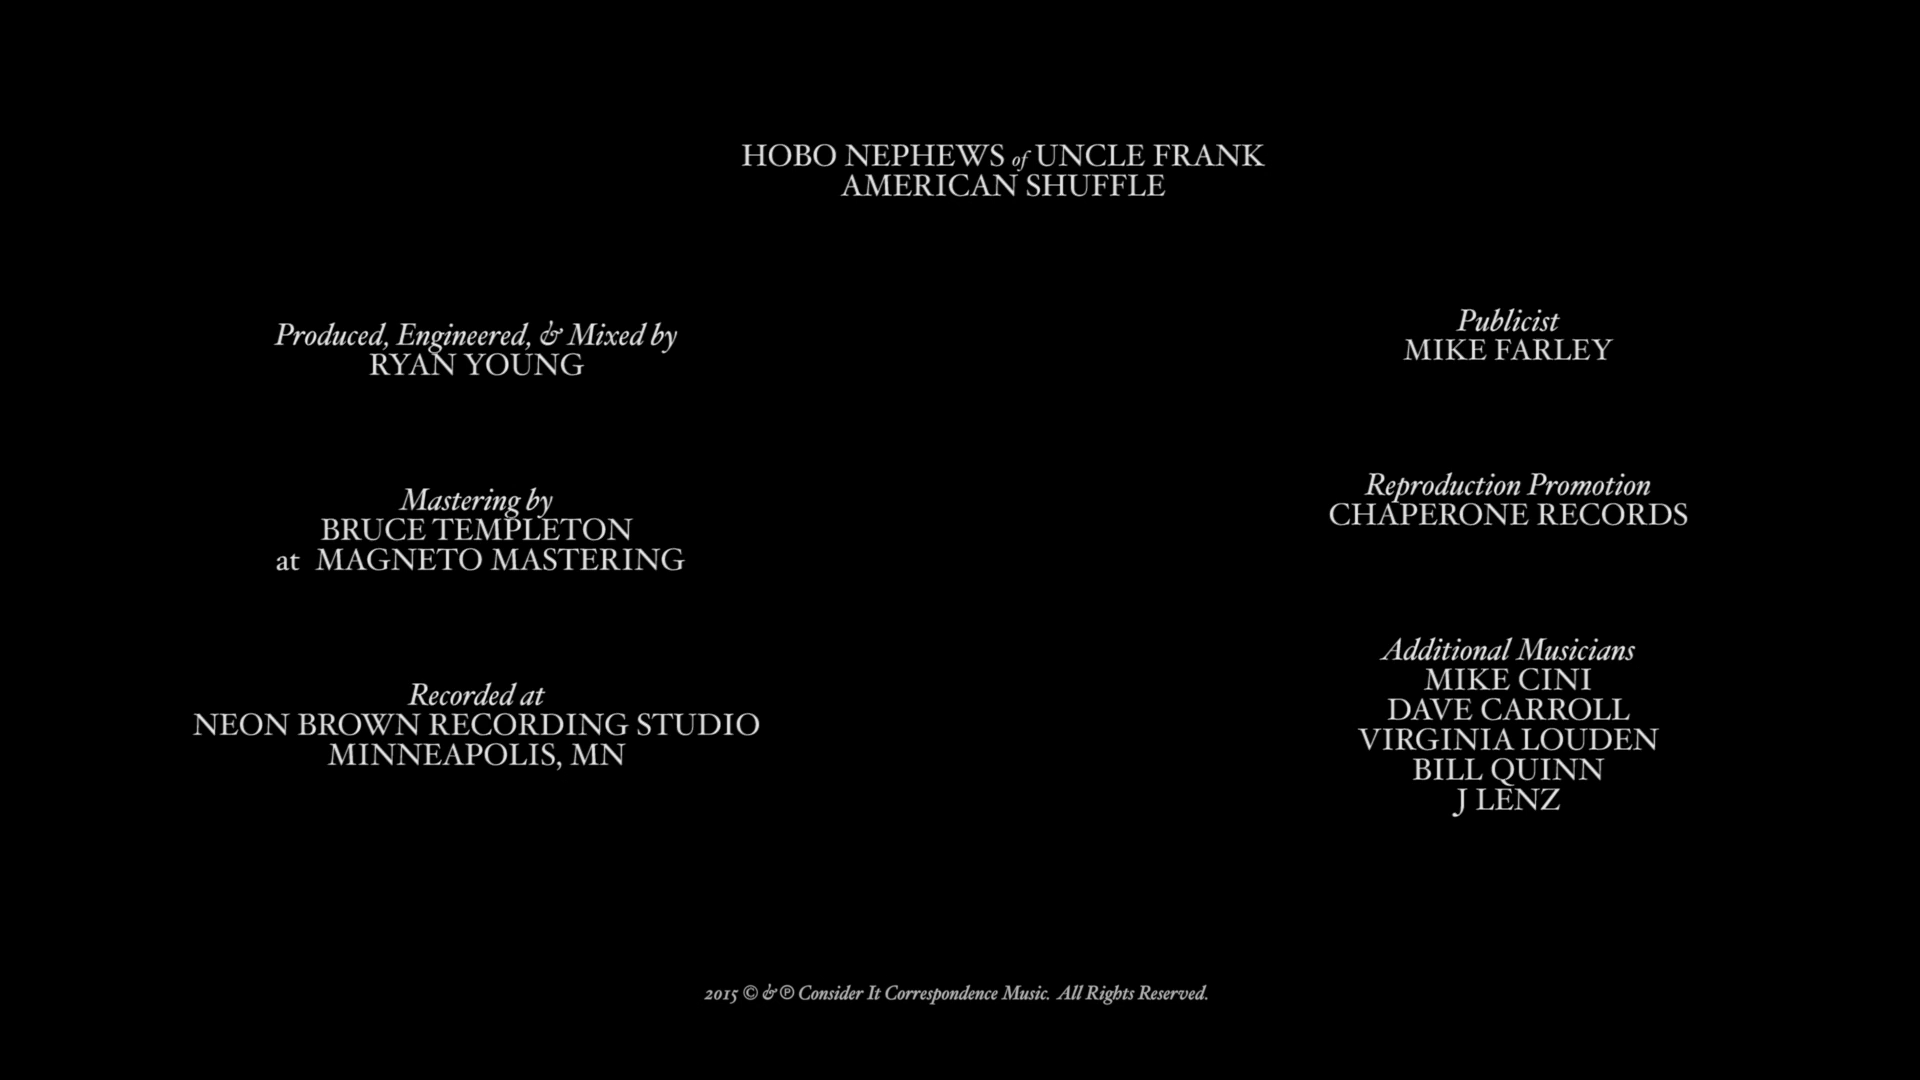 HOBO NEPHEWS of UNCLE FRANK
AMERICAN SHUFFLE
Produced, Engineered, & Mixed by
RYAN YOUNG
Mastering by
BRUCE TEMPLETON
at MAGNETO MASTERING
Recorded at
NEON BROWN RECORDING STUDIO
MINNEAPOLIS, MN
Publicist
MIKE FARLEY
Reproduction Promotion
CHAPERONE RECORDS
Additional Musicians
MIKE CINI
DAVE CARROLL
VIRGINIA LOUDEN
BILL QUINN
J LENZ
2015 © & ℗ Consider It Correspondence Music. All Rights Reserved.